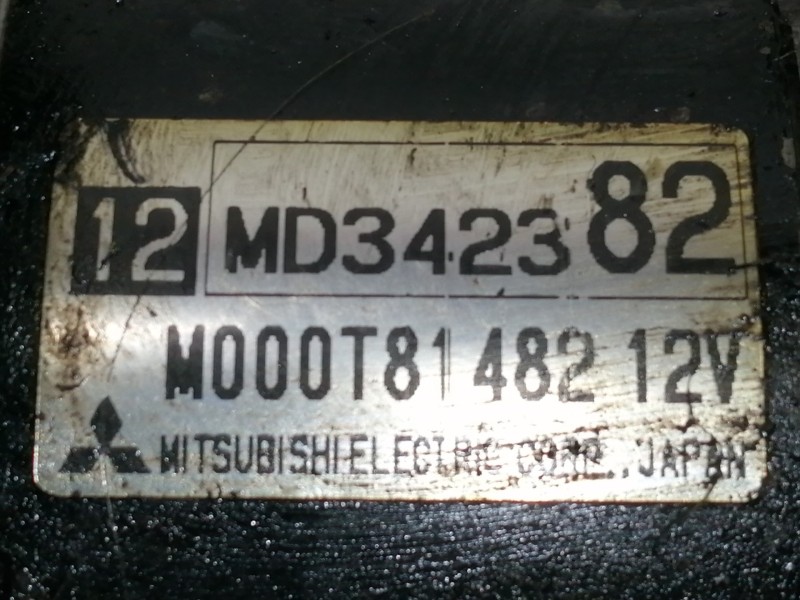 12 MD342382
M000T81482 12V
MITSUBISHI ELECTRIC CORP., JAPAN